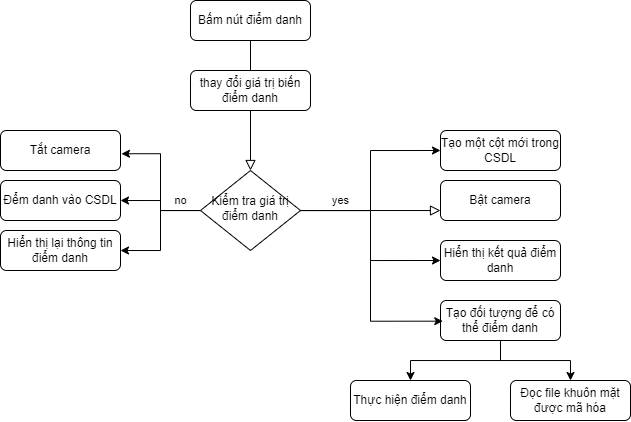 Bấm nút điểm danh
thay đổi giá trị biến
điểm danh
Kiểm tra giá trị
điểm danh
no
yes
Tắt camera
Đểm danh vào CSDL
Hiển thị lại thông tin
điểm danh
Tạo một cột mới trong
CSDL
Bật camera
Hiển thị kết quả điểm
danh
Tạo đối tượng để có
thể điểm danh
Thực hiện điểm danh
Đọc file khuôn mặt
được mã hóa